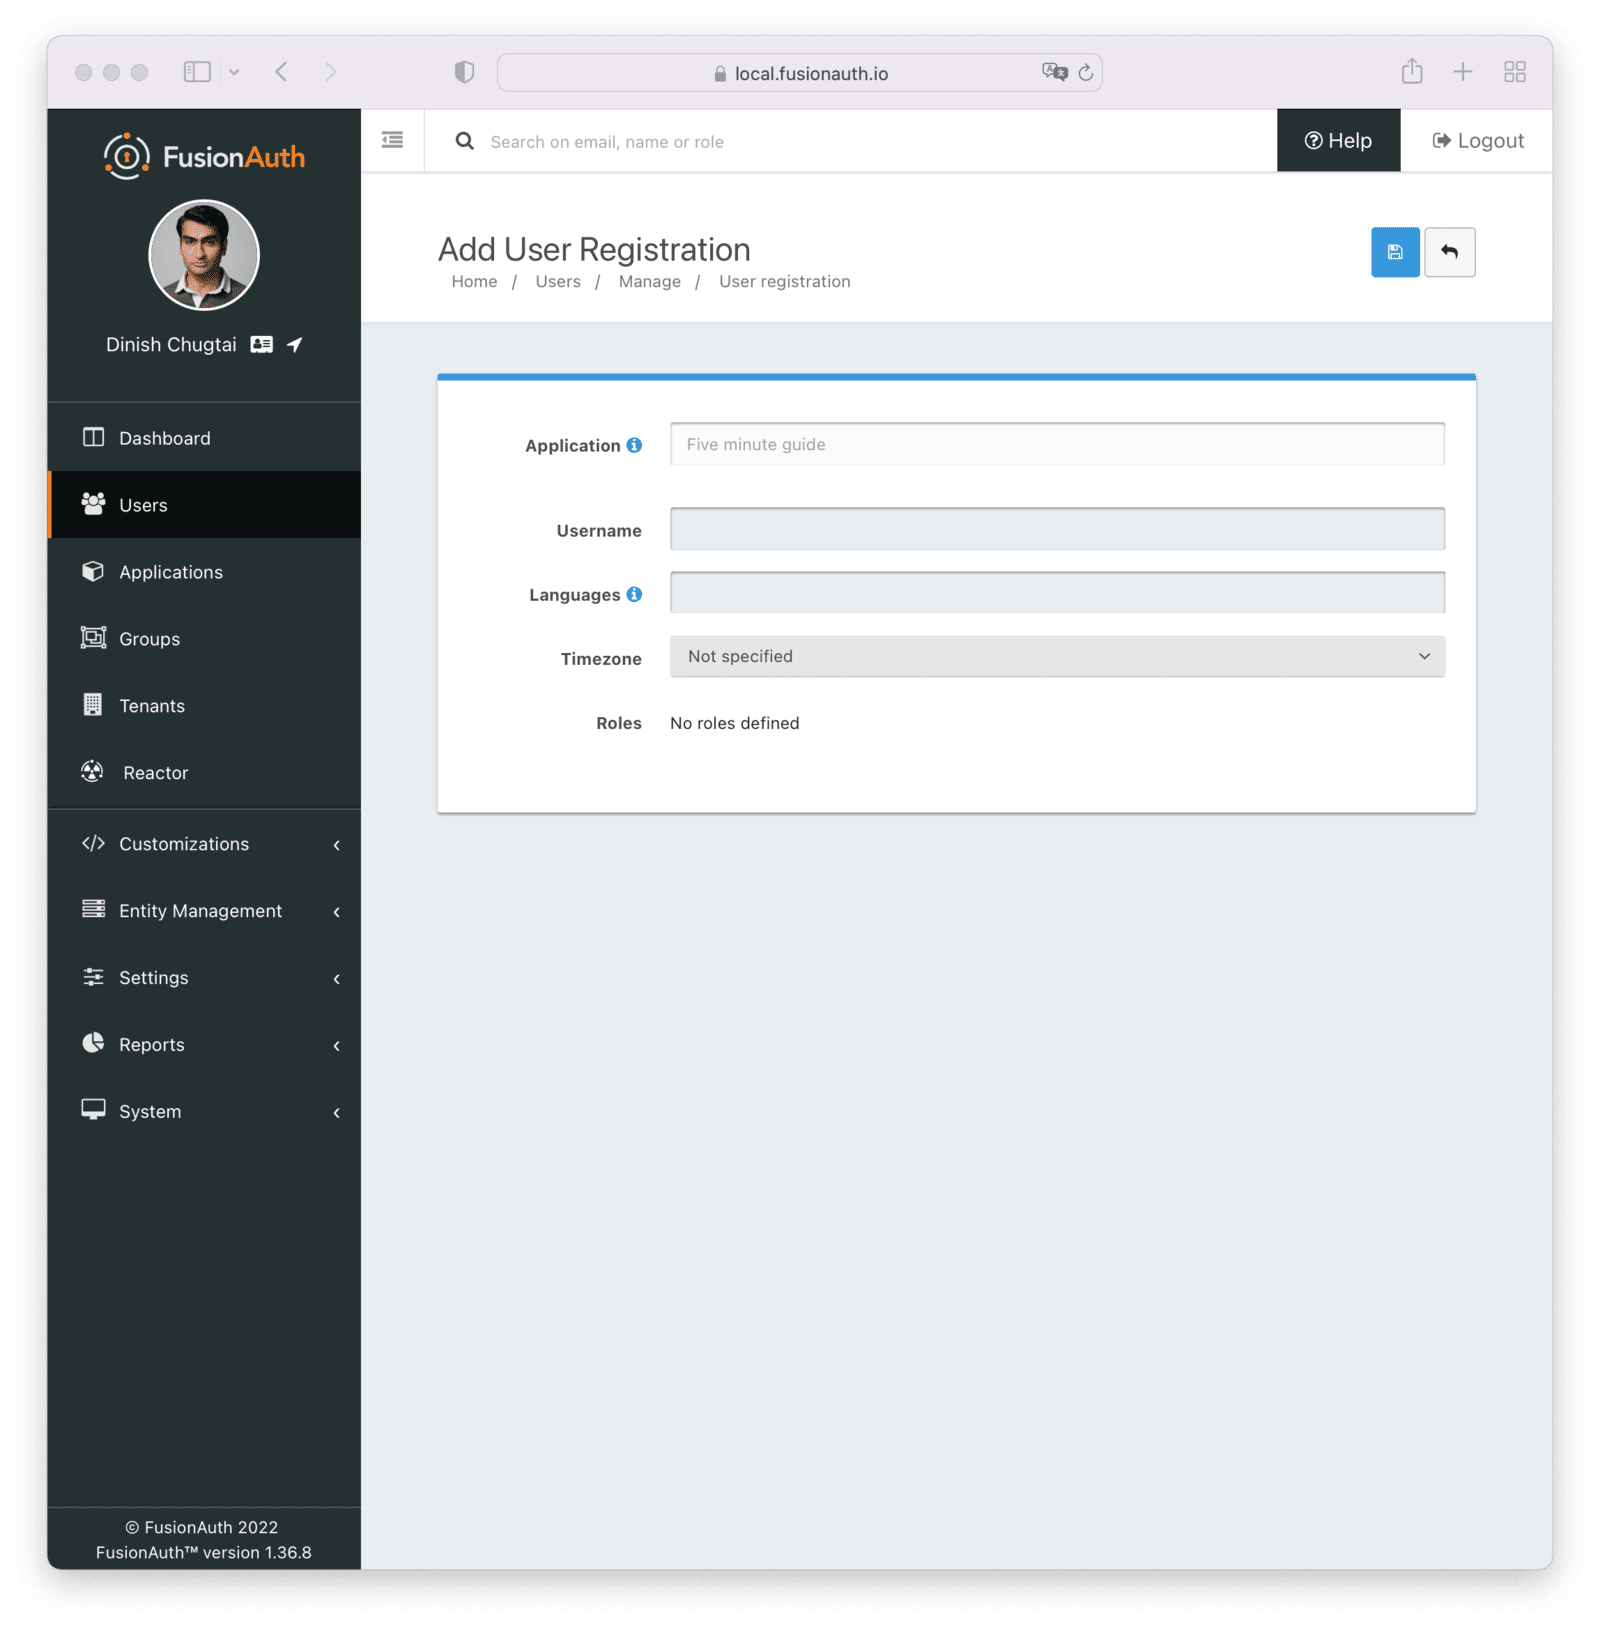 local.fusionauth.io
FusionAuth
Search on email, name or role
Help
Logout
Dinish Chugtai
Add User Registration
Home / Users / Manage / User registration
Dashboard
Users
Applications
Groups
Tenants
Reactor
Customizations
Entity Management
Settings
Reports
System
Application
Five minute guide
Username
Languages
Timezone
Not specified
Roles
No roles defined
© FusionAuth 2022
FusionAuth™ version 1.36.8